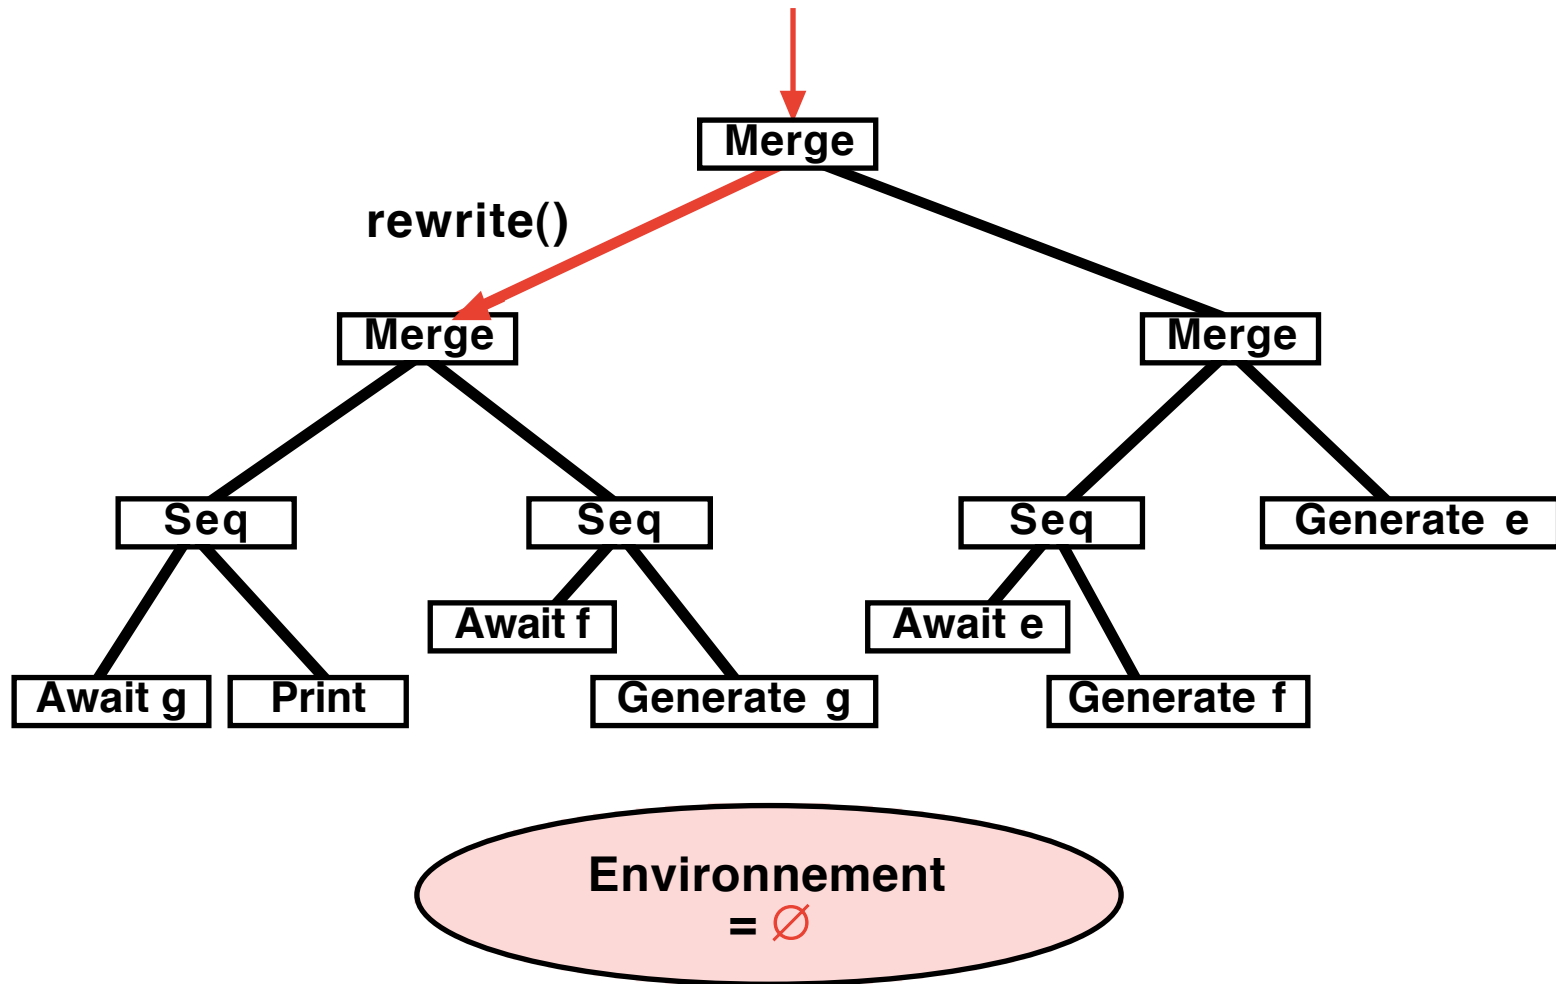 Merge
rewrite()
Merge
Merge
Seq
Seq
Seq
Generate e
Await f
Await e
Await g
Print
Generate g
Generate f
Environnement
= ∅